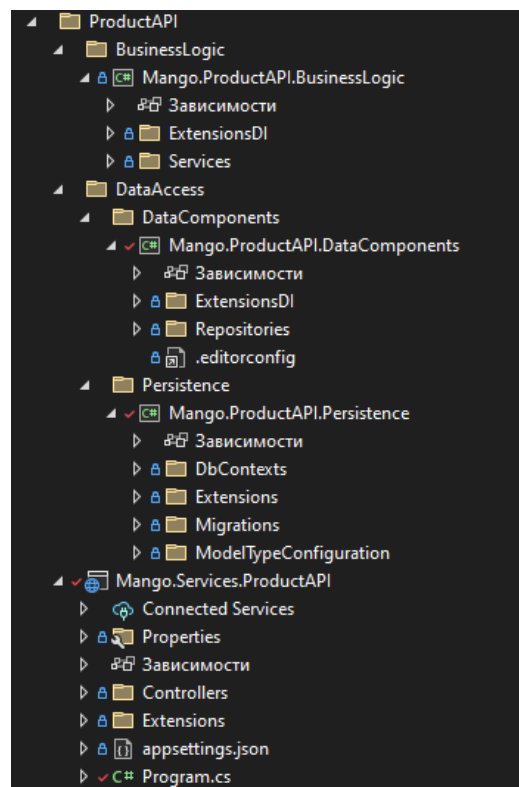 ProductAPI
BusinessLogic
C# Mango.ProductAPI.BusinessLogic
Зависимости
ExtensionsDI
Services
DataAccess
DataComponents
C# Mango.ProductAPI.DataComponents
Зависимости
ExtensionsDI
Repositories
.editorconfig
Persistence
C# Mango.ProductAPI.Persistence
Зависимости
DbContexts
Extensions
Migrations
ModelTypeConfiguration
Mango.Services.ProductAPI
Connected Services
Properties
Зависимости
Controllers
Extensions
appsettings.json
C# Program.cs